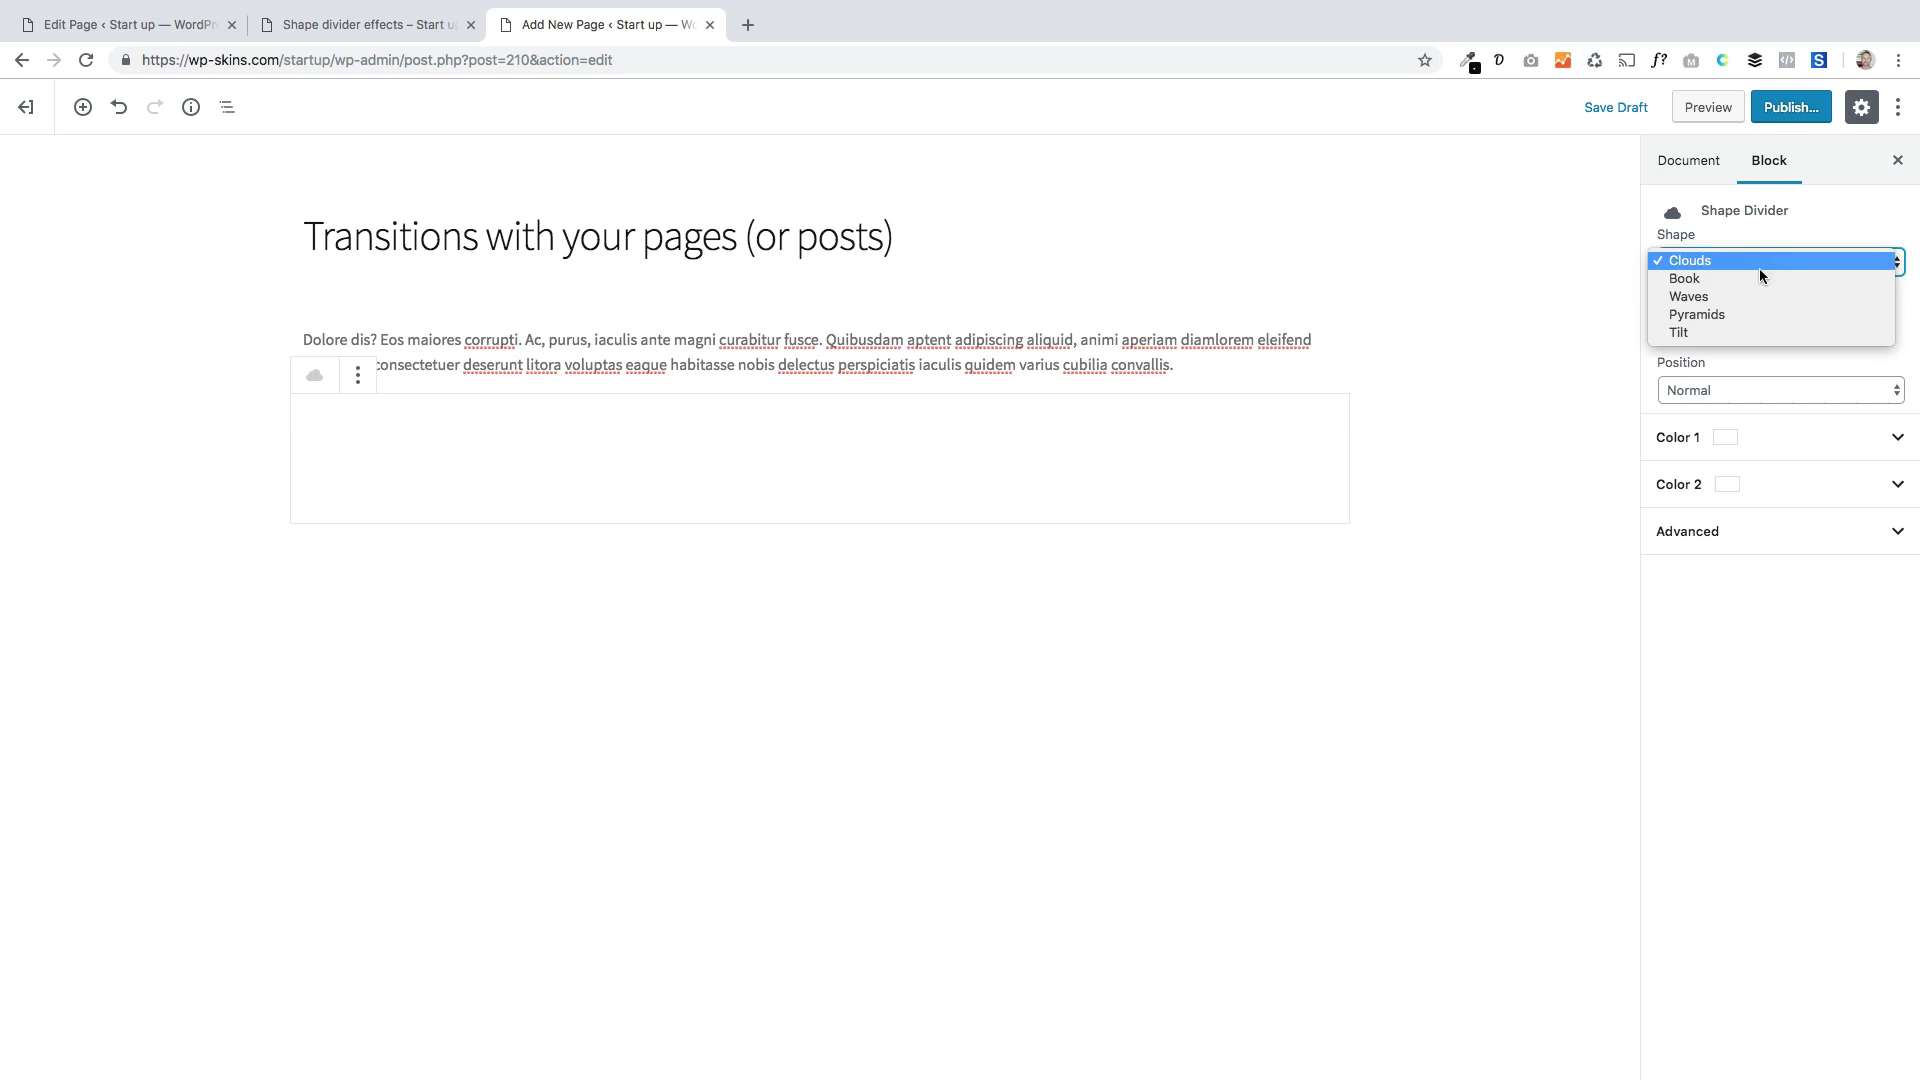 Edit Page ‹ Start up — WordPr
Shape divider effects – Start u
Add New Page ‹ Start up — Wo
https://wp-skins.com/startup/wp-admin/post.php?post=210&action=edit
Save Draft
Preview
Publish...
Document
Block
Shape Divider
Shape
Clouds
Book
Waves
Pyramids
Tilt
Position
Normal
Color 1
Color 2
Advanced
Transitions with your pages (or posts)
Dolore dis? Eos maiores corrupti. Ac, purus, iaculis ante magni curabitur fusce. Quibusdam aptent adipiscing aliquid, animi aperiam diamlorem eleifend
consectetuer deserunt litora voluptas eaque habitasse nobis delectus perspiciatis iaculis quidem varius cubilia convallis.